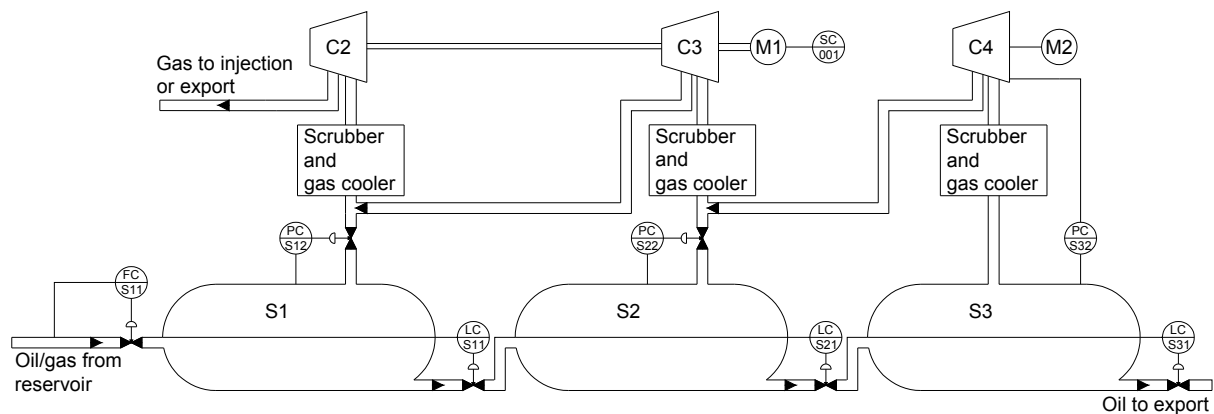 C2
C3
M1
SC
001
C4
M2
Gas to injection
or export
Scrubber
and
gas cooler
Scrubber
and
gas cooler
Scrubber
and
gas cooler
PC
S12
PC
S22
PC
S32
FC
S11
S1
S2
S3
LC
S11
LC
S21
LC
S31
Oil/gas from
reservoir
Oil to export